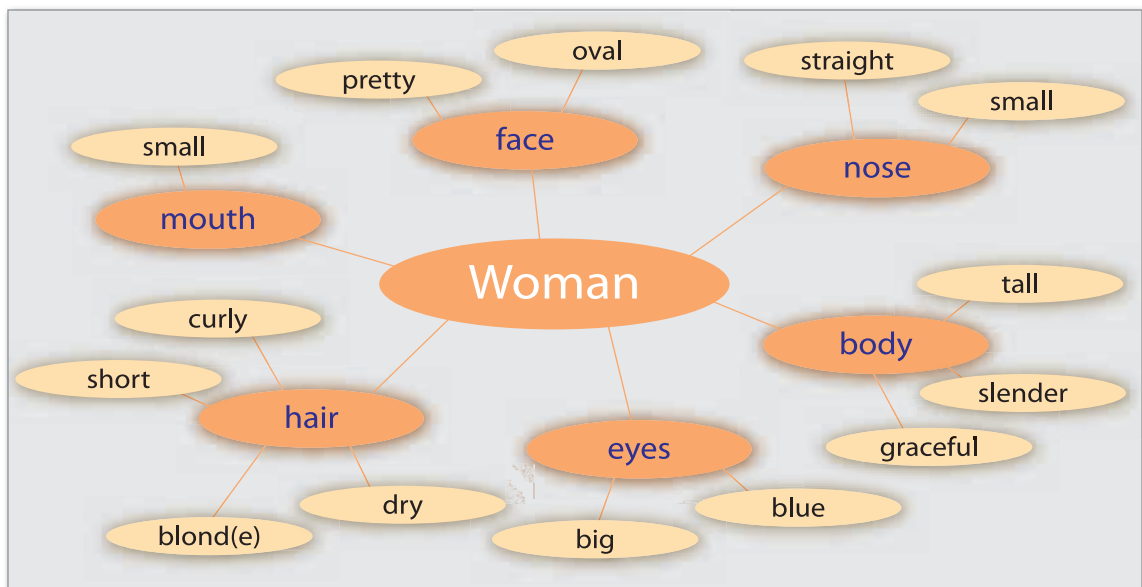 oval
pretty
straight
face
small
small
nose
mouth
Woman
tall
curly
body
short
slender
hair
graceful
eyes
dry
blue
blond(e)
big